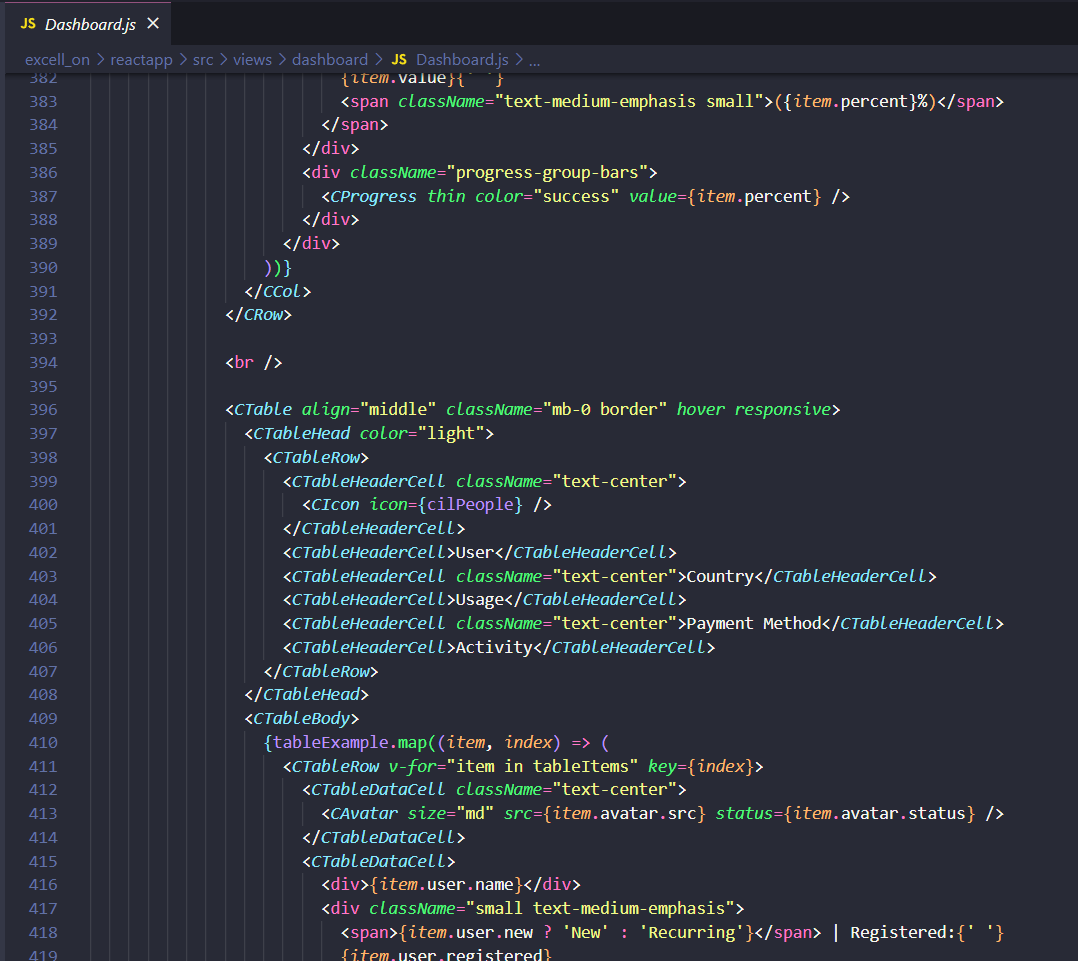 JS Dashboard.js ×
excell_on > reactapp > src > views > dashboard > JS Dashboard.js > ...
382 {item.value}{' '}
383 <span className="text-medium-emphasis small">({item.percent}%)</span>
384 </span>
385 </div>
386 <div className="progress-group-bars">
387 <CProgress thin color="success" value={item.percent} />
388 </div>
389 </div>
390 ))}
391 </CCol>
392 </CRow>
393
394 <br />
395
396 <CTable align="middle" className="mb-0 border" hover responsive>
397 <CTableHead color="light">
398 <CTableRow>
399 <CTableHeaderCell className="text-center">
400 <CIcon icon={cilPeople} />
401 </CTableHeaderCell>
402 <CTableHeaderCell>User</CTableHeaderCell>
403 <CTableHeaderCell className="text-center">Country</CTableHeaderCell>
404 <CTableHeaderCell>Usage</CTableHeaderCell>
405 <CTableHeaderCell className="text-center">Payment Method</CTableHeaderCell>
406 <CTableHeaderCell>Activity</CTableHeaderCell>
407 </CTableRow>
408 </CTableHead>
409 <CTableBody>
410 {tableExample.map((item, index) => (
411 <CTableRow v-for="item in tableItems" key={index}>
412 <CTableDataCell className="text-center">
413 <CAvatar size="md" src={item.avatar.src} status={item.avatar.status} />
414 </CTableDataCell>
415 <CTableDataCell>
416 <div>{item.user.name}</div>
417 <div className="small text-medium-emphasis">
418 <span>{item.user.new ? 'New' : 'Recurring'}</span> | Registered:{' '}
419 {item.user.registered}